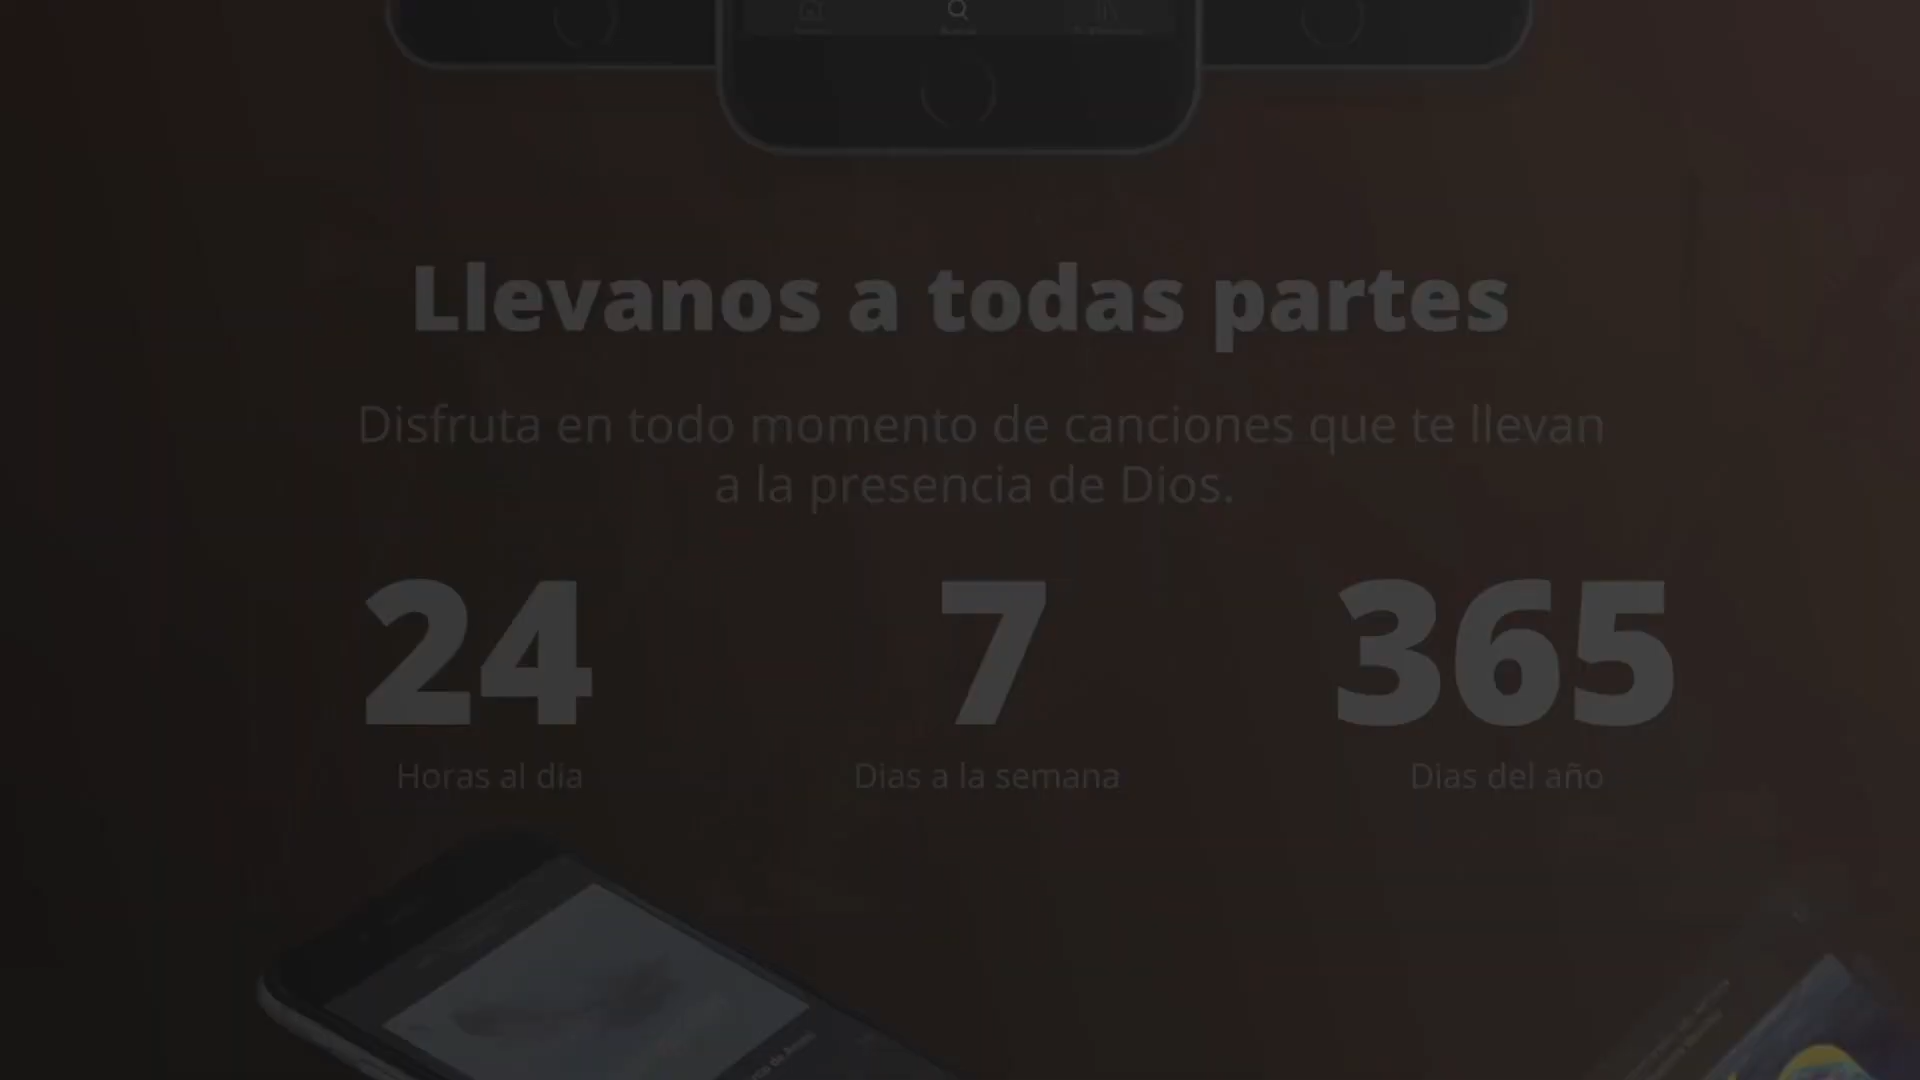 Llevanos a todas partes
Disfruta en todo momento de canciones que te llevan
a la presencia de Dios.
24
7
365
Horas al dia
Dias a la semana
Dias del año